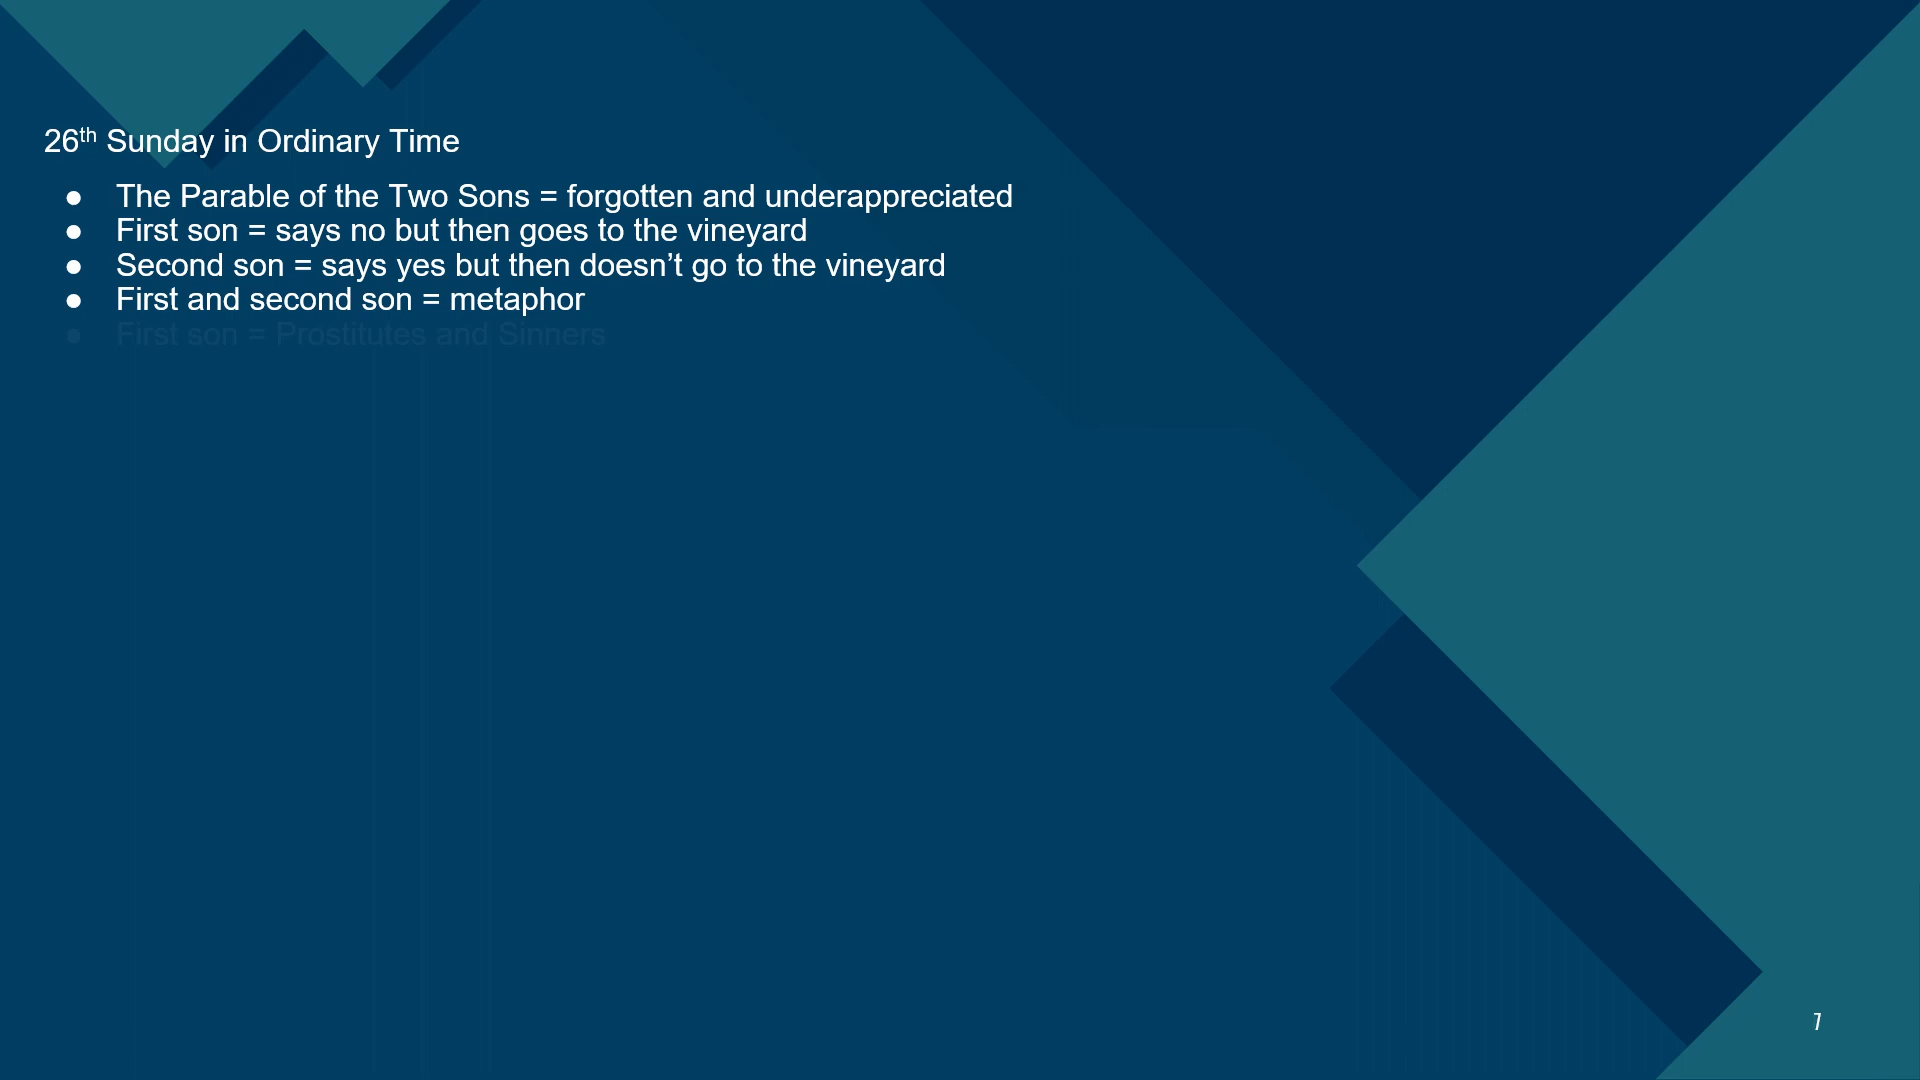 26th Sunday in Ordinary Time
● The Parable of the Two Sons = forgotten and underappreciated
● First son = says no but then goes to the vineyard
● Second son = says yes but then doesn’t go to the vineyard
● First and second son = metaphor
● First son = Prostitutes and Sinners
7